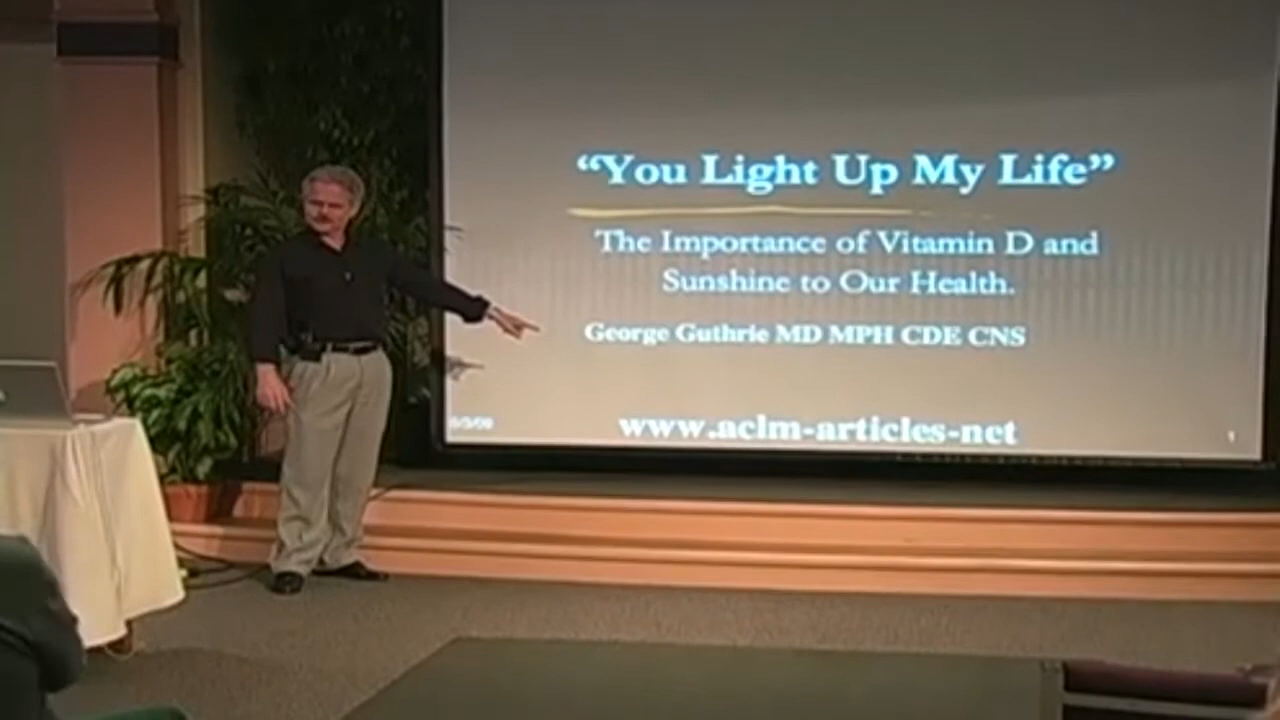 “You Light Up My Life”
The Importance of Vitamin D and
Sunshine to Our Health.
George Guthrie MD MPH CDE CNS
www.aclm-articles-net
1